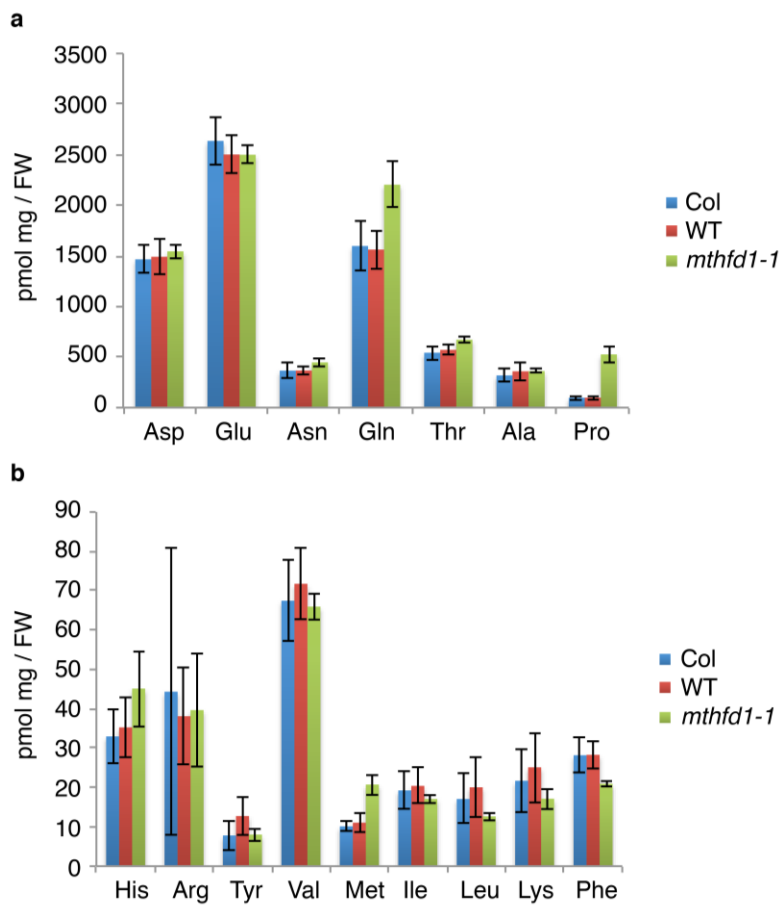 a
3500
3000
2500
2000
1500
1000
500
0
pmol mg / FW
Asp Glu Asn Gln Thr Ala Pro
Col
WT
mthfd1-1
b
90
80
70
60
50
40
30
20
10
0
pmol mg / FW
His Arg Tyr Val Met Ile Leu Lys Phe
Col
WT
mthfd1-1